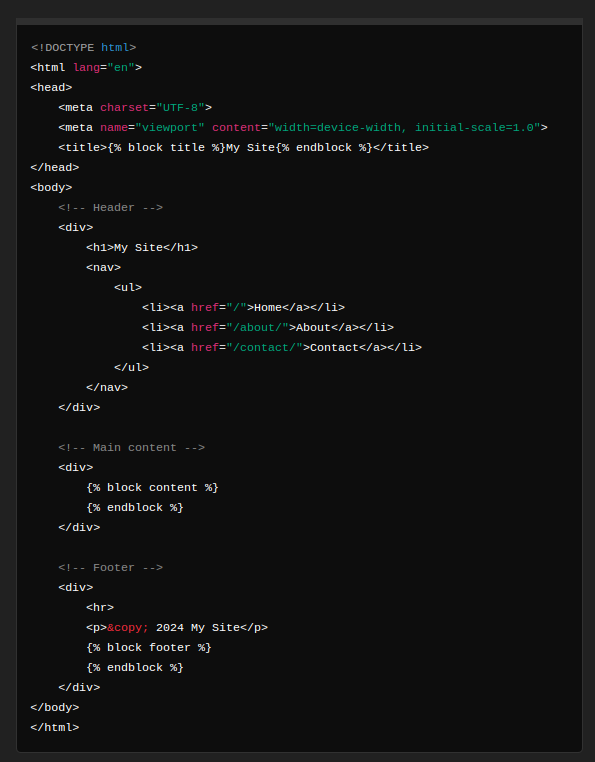 <!DOCTYPE html>
<html lang="en">
<head>
    <meta charset="UTF-8">
    <meta name="viewport" content="width=device-width, initial-scale=1.0">
    <title>{% block title %}My Site{% endblock %}</title>
</head>
<body>
    <!-- Header -->
    <div>
        <h1>My Site</h1>
        <nav>
            <ul>
                <li><a href="/">Home</a></li>
                <li><a href="/about/">About</a></li>
                <li><a href="/contact/">Contact</a></li>
            </ul>
        </nav>
    </div>

    <!-- Main content -->
    <div>
        {% block content %}
        {% endblock %}
    </div>

    <!-- Footer -->
    <div>
        <hr>
        <p>&copy; 2024 My Site</p>
        {% block footer %}
        {% endblock %}
    </div>
</body>
</html>